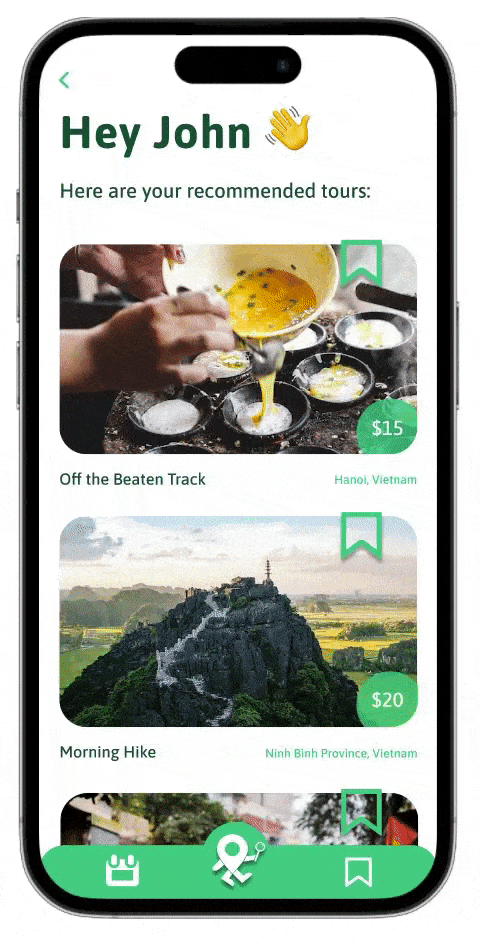 Hey John 👋
Here are your recommended tours:
$15
Off the Beaten Track
Hanoi, Vietnam
$20
Morning Hike
Ninh Binh Province, Vietnam